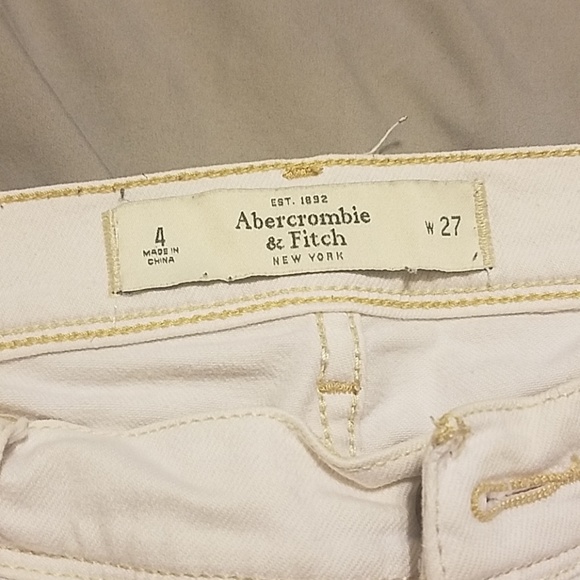 EST. 1892
Abercrombie
& Fitch
NEW YORK
4
MADE IN
CHINA
W 27